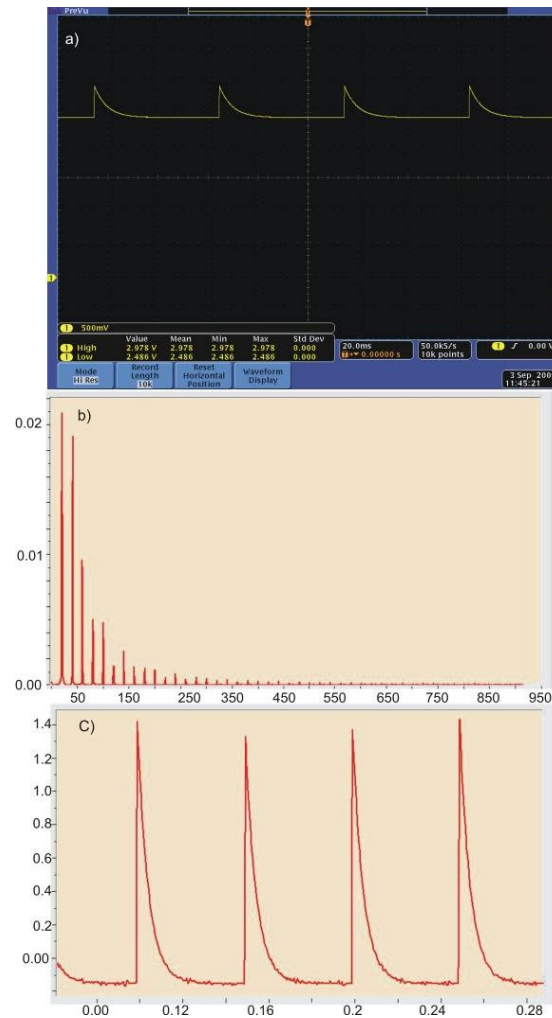 PreVu
a)
1
1 500mV
Value Mean Min Max Std Dev
1 High 2.978 V 2.978 2.978 2.978 0.000
1 Low 2.486 V 2.486 2.486 2.486 0.000
20.0ms
0.00000 s
50.0kS/s
10k points
1 0.00 V
Mode
Hi Res
Record
Length
10k
Reset
Horizontal
Position
Waveform
Display
3 Sep 200
11:45:21
b)
0.02
0.01
0.00
50 150 250 350 450 550 650 750 850 950
C)
1.4
1.2
1.0
0.8
0.6
0.4
0.2
0.00
0.00 0.12 0.16 0.2 0.24 0.28